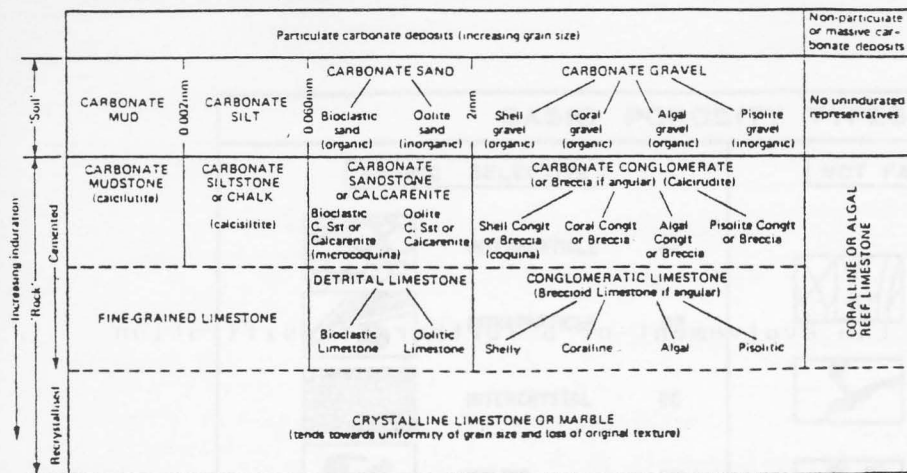 Particulate carbonate deposits (increasing grain size)
Non-particulate
or massive car-
bonate deposits
Increasing induration
'Soil'
'Rock'
Cemented
Recrystallised
CARBONATE
MUD
0.002mm
CARBONATE
SILT
0.060mm
CARBONATE SAND
Bioclastic
sand
(organic)
Oolite
sand
(inorganic)
2mm
CARBONATE GRAVEL
Shell
gravel
(organic)
Coral
gravel
(organic)
Algal
gravel
(organic)
Pisolite
gravel
(inorganic)
No unindurated
representatives
CARBONATE
MUDSTONE
(calcilutite)
CARBONATE
SILTSTONE
or CHALK
(calcisiltite)
CARBONATE
SANOSTONE
or CALCARENITE
Bioclastic
C. Sst or
Calcarenite
(microcoquina)
Oolite
C. Sst or
Calcarenite
CARBONATE CONGLOMERATE
(or Breccia if angular) (Calcirudite)
Shell Conglt
or Breccia
(coquina)
Coral Conglt
or Breccia
Algal
Conglt
or Breccia
Pisolite Conglt
or Breccia
CORALLINE OR ALGAL
REEF LIMESTONE
FINE-GRAINED LIMESTONE
DETRITAL LIMESTONE
Bioclastic
Limestone
Oolitic
Limestone
CONGLOMERATIC LIMESTONE
(Breccioid Limestone if angular)
Shelly
Coralline
Algal
Pisolitic
CRYSTALLINE LIMESTONE OR MARBLE
(tends towards uniformity of grain size and loss of original texture)